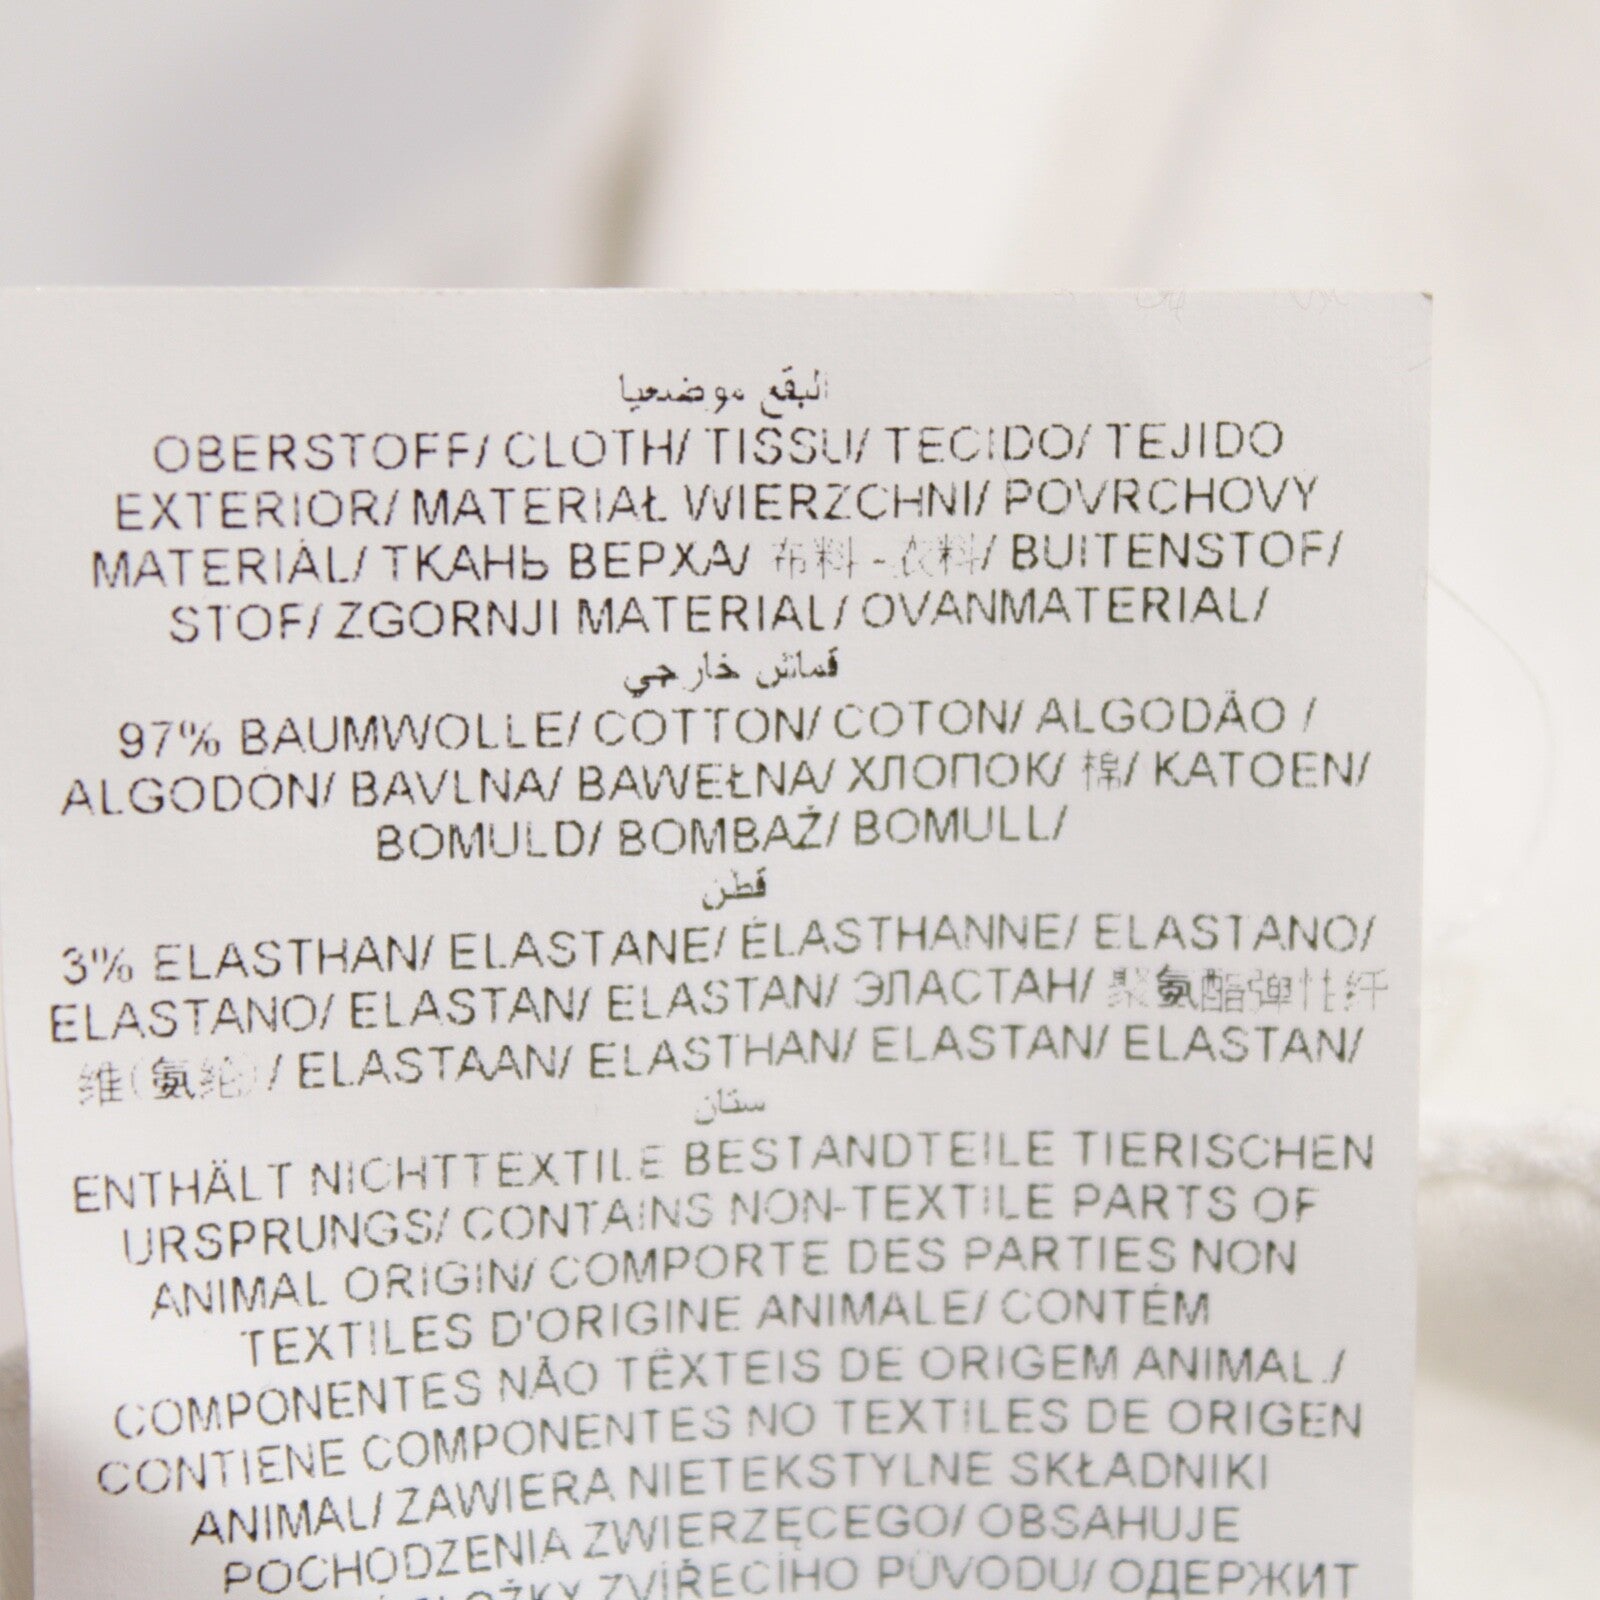 البقع موضعيا
OBERSTOFF/ CLOTH/ TISSU/ TECIDO/ TEJIDO
EXTERIOR/ MATERIAŁ WIERZCHNI/ POVRCHOVY
MATERIÁL/ ТКАНЬ ВЕРХА/ 布料 - 衣料/ BUITENSTOF/
STOF/ ZGORNJI MATERIAL/ OVANMATERIAL/
قماش خارجي
97% BAUMWOLLE/ COTTON/ COTON/ ALGODÃO /
ALGODÓN/ BAVLNA/ BAWEŁNA/ ХЛОПОК/ 棉/ KATOEN/
BOMULD/ BOMBAŽ/ BOMULL/
قطن
3% ELASTHAN/ ELASTANE/ ÉLASTHANNE/ ELASTANO/
ELASTANO/ ELASTAN/ ELASTAN/ ЭЛАСТАН/ 聚氨酯弹性纤
维(氨纶) / ELASTAAN/ ELASTHAN/ ELASTAN/ ELASTAN/
ستان
ENTHÄLT NICHTTEXTILE BESTANDTEILE TIERISCHEN
URSPRUNGS/ CONTAINS NON-TEXTILE PARTS OF
ANIMAL ORIGIN/ COMPORTE DES PARTIES NON
TEXTILES D'ORIGINE ANIMALE/ CONTÉM
COMPONENTES NÃO TÊXTEIS DE ORIGEM ANIMAL /
CONTIENE COMPONENTES NO TEXTILES DE ORIGEN
ANIMAL/ ZAWIERA NIETEKSTYLNE SKŁADNIKI
POCHODZENIA ZWIERZĘCEGO/ OBSAHUJE
ZVÍŘECÍHO PŮVODU/ ОДЕРЖИТ